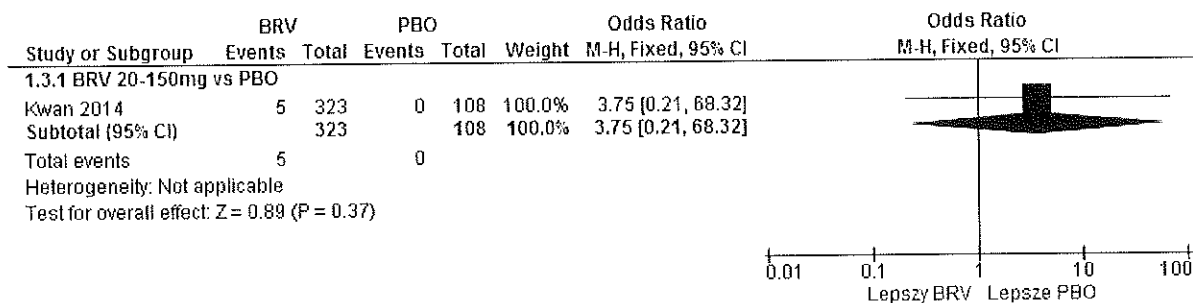 BRV PBO Odds Ratio Odds Ratio
Study or Subgroup Events Total Events Total Weight M-H, Fixed, 95% CI M-H, Fixed, 95% CI
1.3.1 BRV 20-150mg vs PBO
Kwan 2014 5 323 0 108 100.0% 3.75 [0.21, 68.32]
Subtotal (95% CI) 323 108 100.0% 3.75 [0.21, 68.32]
Total events 5 0
Heterogeneity: Not applicable
Test for overall effect: Z = 0.89 (P = 0.37)
0.01 0.1 1 10 100
Lepszy BRV Lepsze PBO